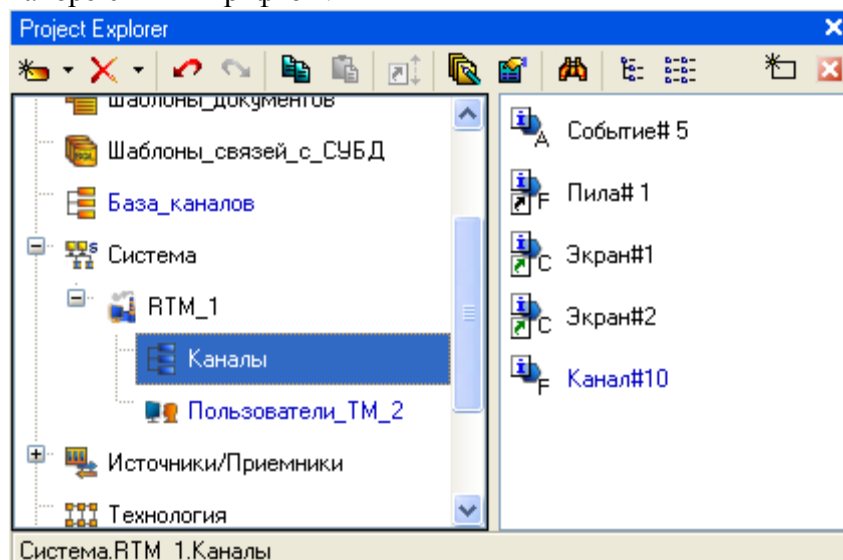 Project Explorer
Шаблоны_документов
Шаблоны_связей_с_СУБД
База_каналов
Система
RTM_1
Каналы
Пользователи_ТМ_2
Источники/Приемники
Технология
A Событие# 5
F Пила# 1
C Экран#1
C Экран#2
F Канал#10
Система.RTM_1.Каналы